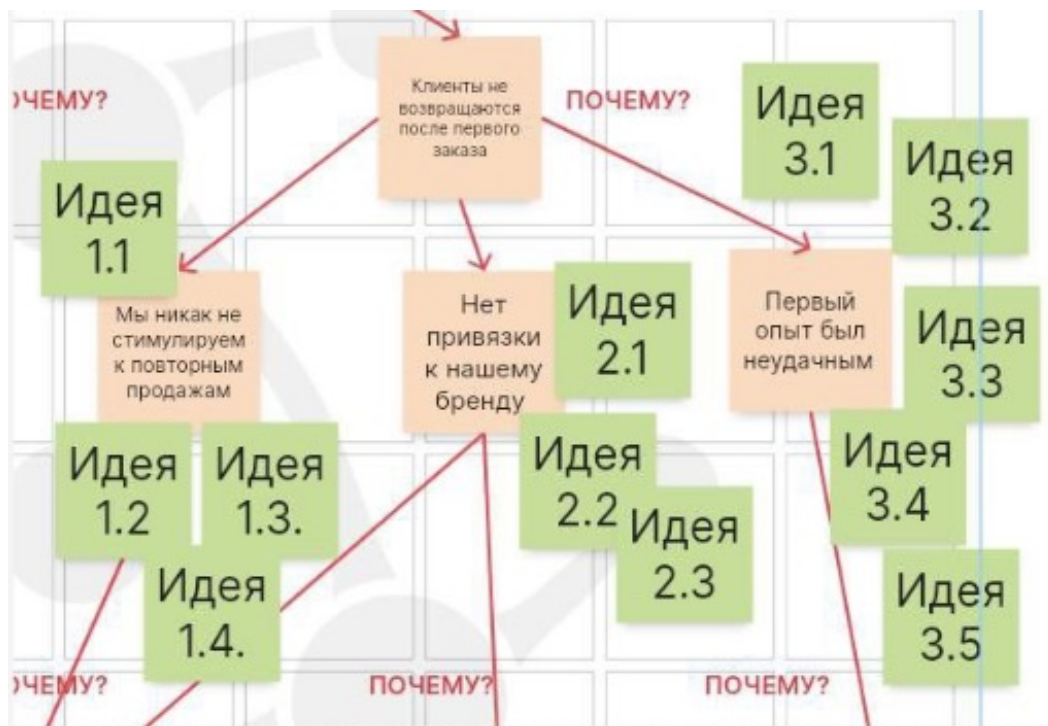 Клиенты не
возвращаются
после первого
заказа
ПОЧЕМУ?
ПОЧЕМУ?
Идея
3.1
Идея
3.2
Идея
1.1
Мы никак не
стимулируем
к повторным
продажам
Нет
привязки
к нашему
бренду
Идея
2.1
Первый
опыт был
неудачным
Идея
3.3
Идея
1.2
Идея
1.3.
Идея
1.4.
Идея
2.2
Идея
2.3
Идея
3.4
Идея
3.5
ПОЧЕМУ?
ПОЧЕМУ?
ПОЧЕМУ?